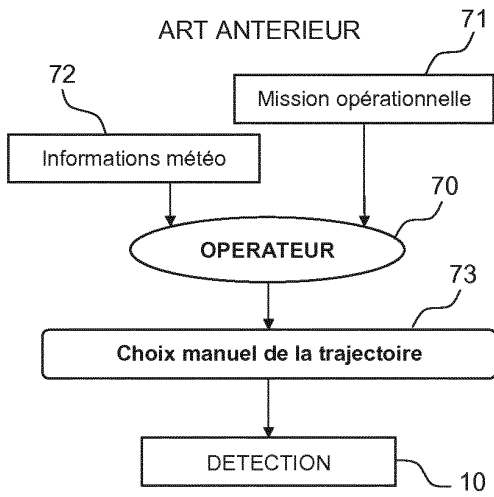 ART ANTERIEUR
71
Mission opérationnelle
72
Informations météo
70
OPERATEUR
73
Choix manuel de la trajectoire
DETECTION
10